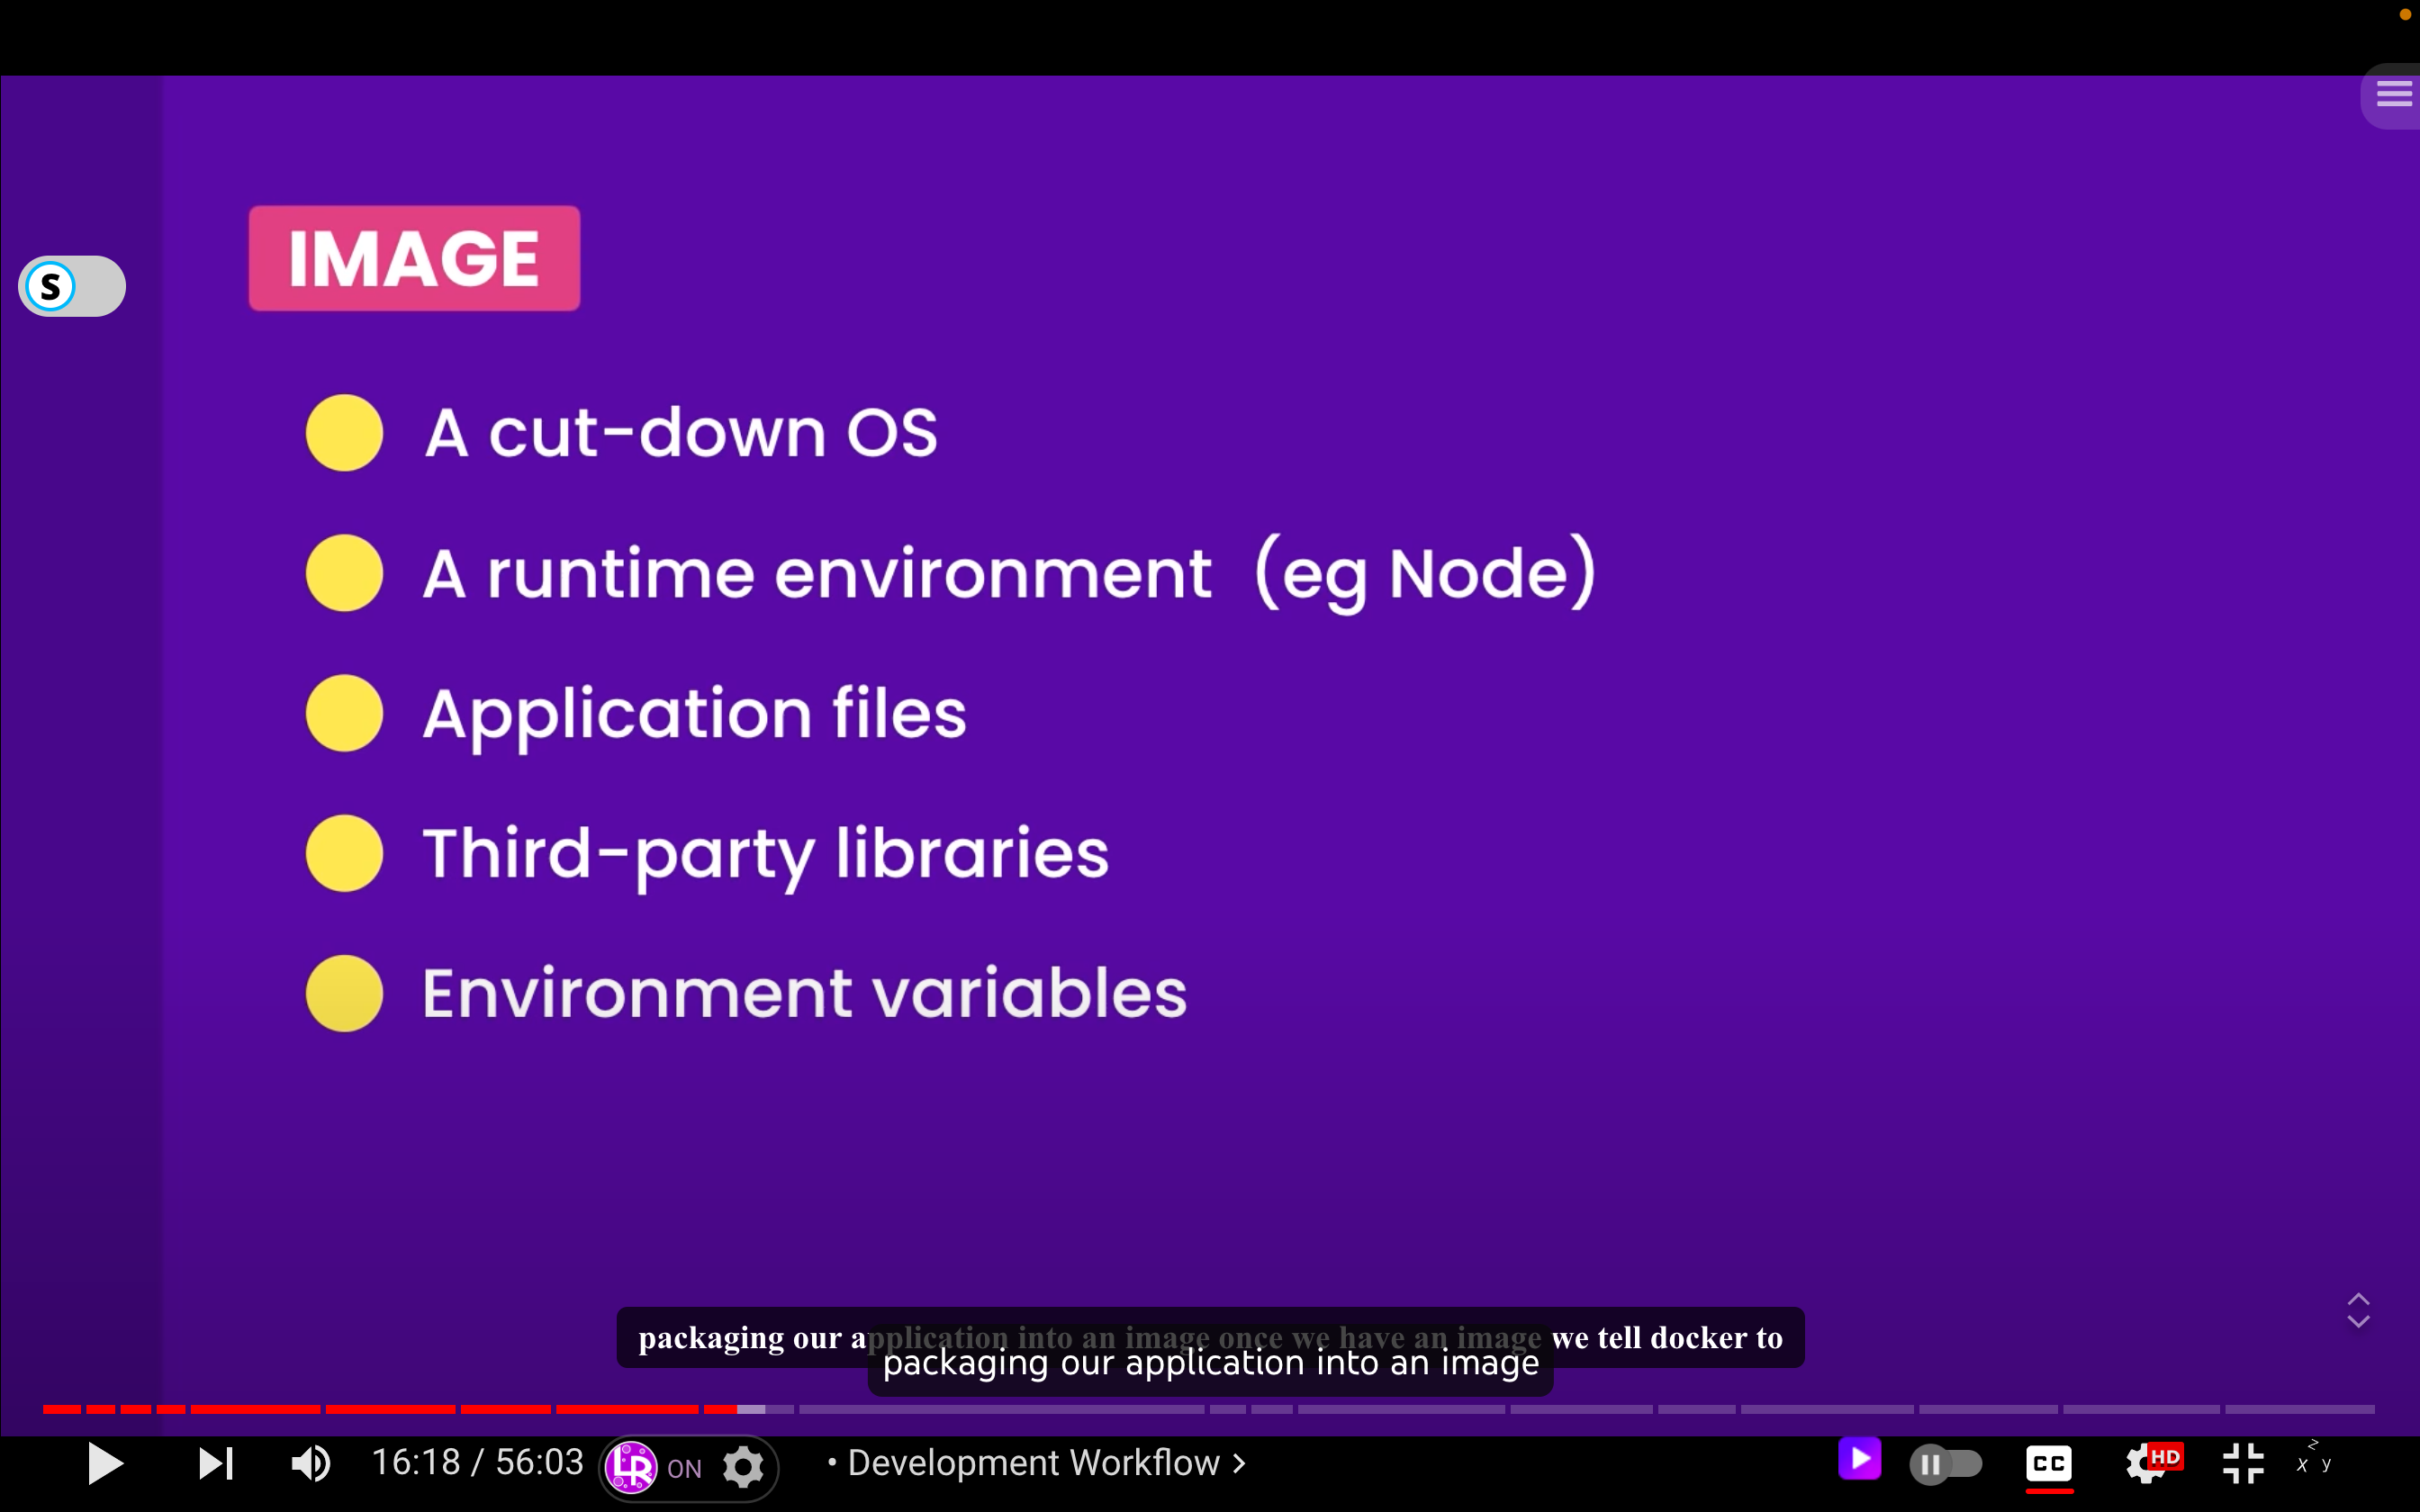 IMAGE
S
A cut-down OS
A runtime environment (eg Node)
Application files
Third-party libraries
Environment variables
packaging our application into an image once we have an image we tell docker to
packaging our application into an image
16:18 / 56:03
LR
ON
• Development Workflow >
CC
HD
z
x y